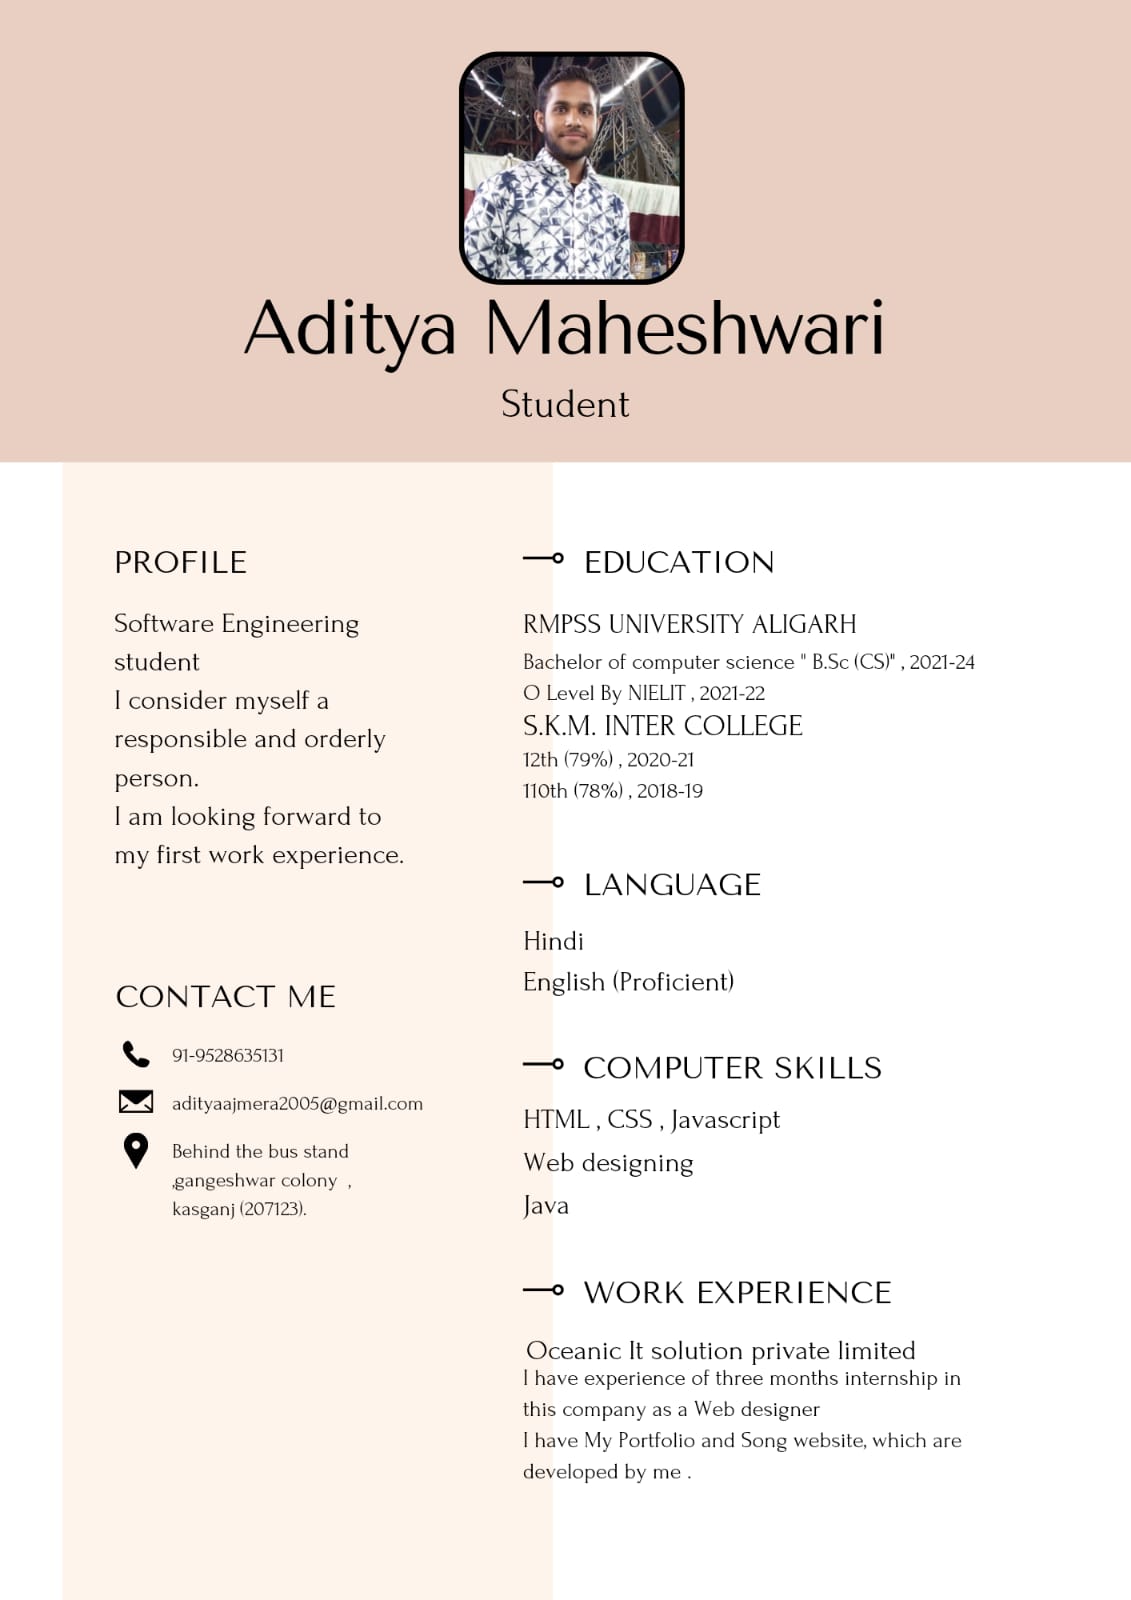 Aditya Maheshwari
Student
PROFILE
Software Engineering
student
I consider myself a
responsible and orderly
person.
I am looking forward to
my first work experience.
CONTACT ME
91-9528635131
adityaajmera2005@gmail.com
Behind the bus stand
,gangeshwar colony  ,
kasganj (207123).
EDUCATION
RMPSS UNIVERSITY ALIGARH
Bachelor of computer science " B.Sc (CS)" , 2021-24
O Level By NIELIT , 2021-22
S.K.M. INTER COLLEGE
12th (79%) , 2020-21
110th (78%) , 2018-19
LANGUAGE
Hindi
English (Proficient)
COMPUTER SKILLS
HTML , CSS , Javascript
Web designing
Java
WORK EXPERIENCE
Oceanic It solution private limited
I have experience of three months internship in
this company as a Web designer
I have My Portfolio and Song website, which are
developed by me .